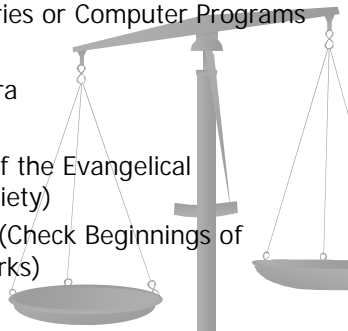 ries or Computer Programs
ra
f the Evangelical
iety)
(Check Beginnings of
rks)